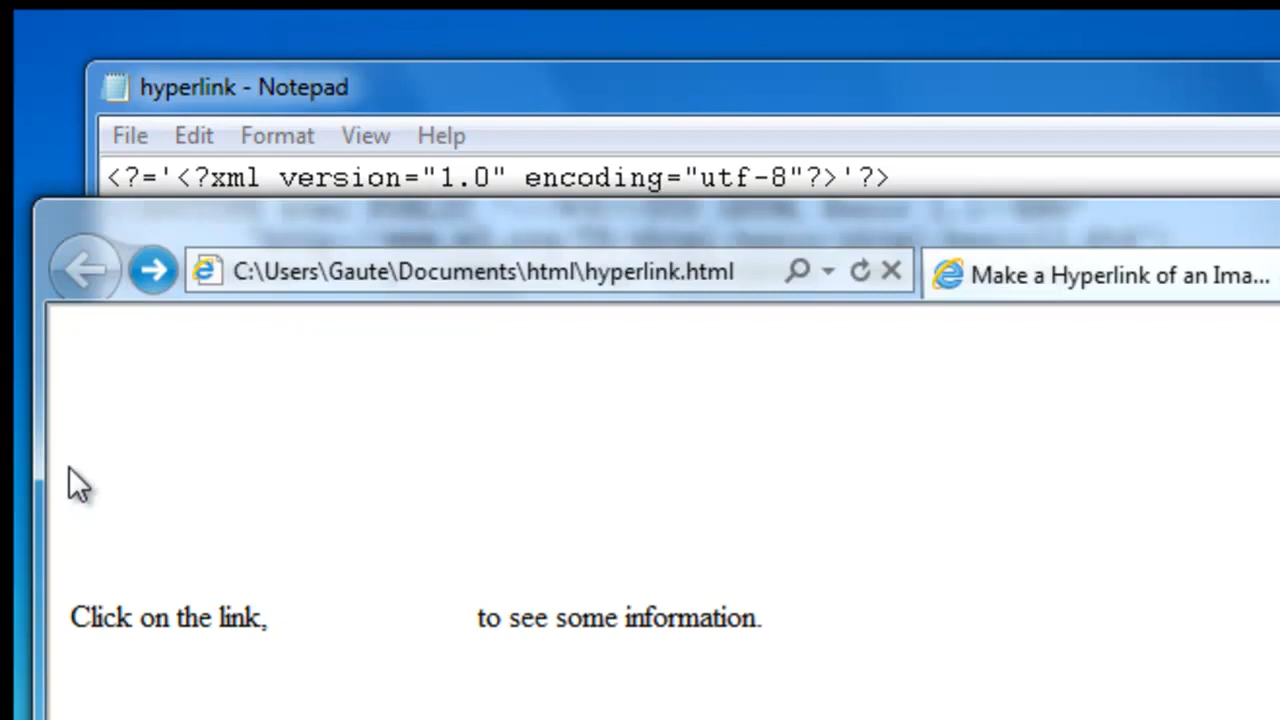 hyperlink - Notepad
File Edit Format View Help
<?='<?xml version="1.0" encoding="utf-8"?>'?>
C:\Users\Gaute\Documents\html\hyperlink.html
Make a Hyperlink of an Ima...
Click on the link, to see some information.